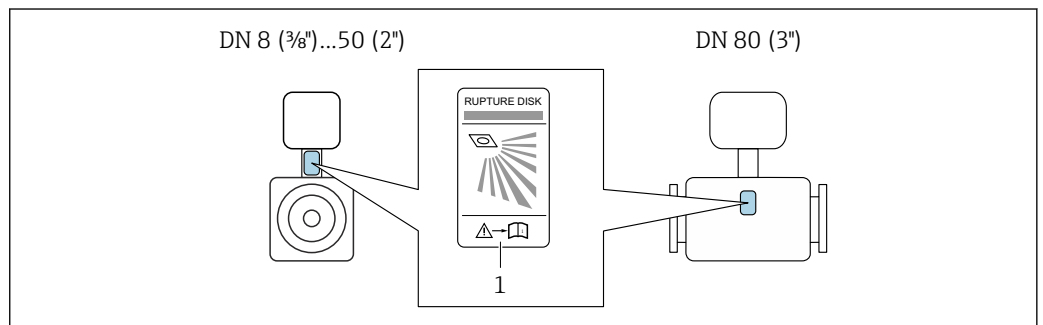 DN 8 (⅜")...50 (2")
DN 80 (3")
RUPTURE DISK
i
1